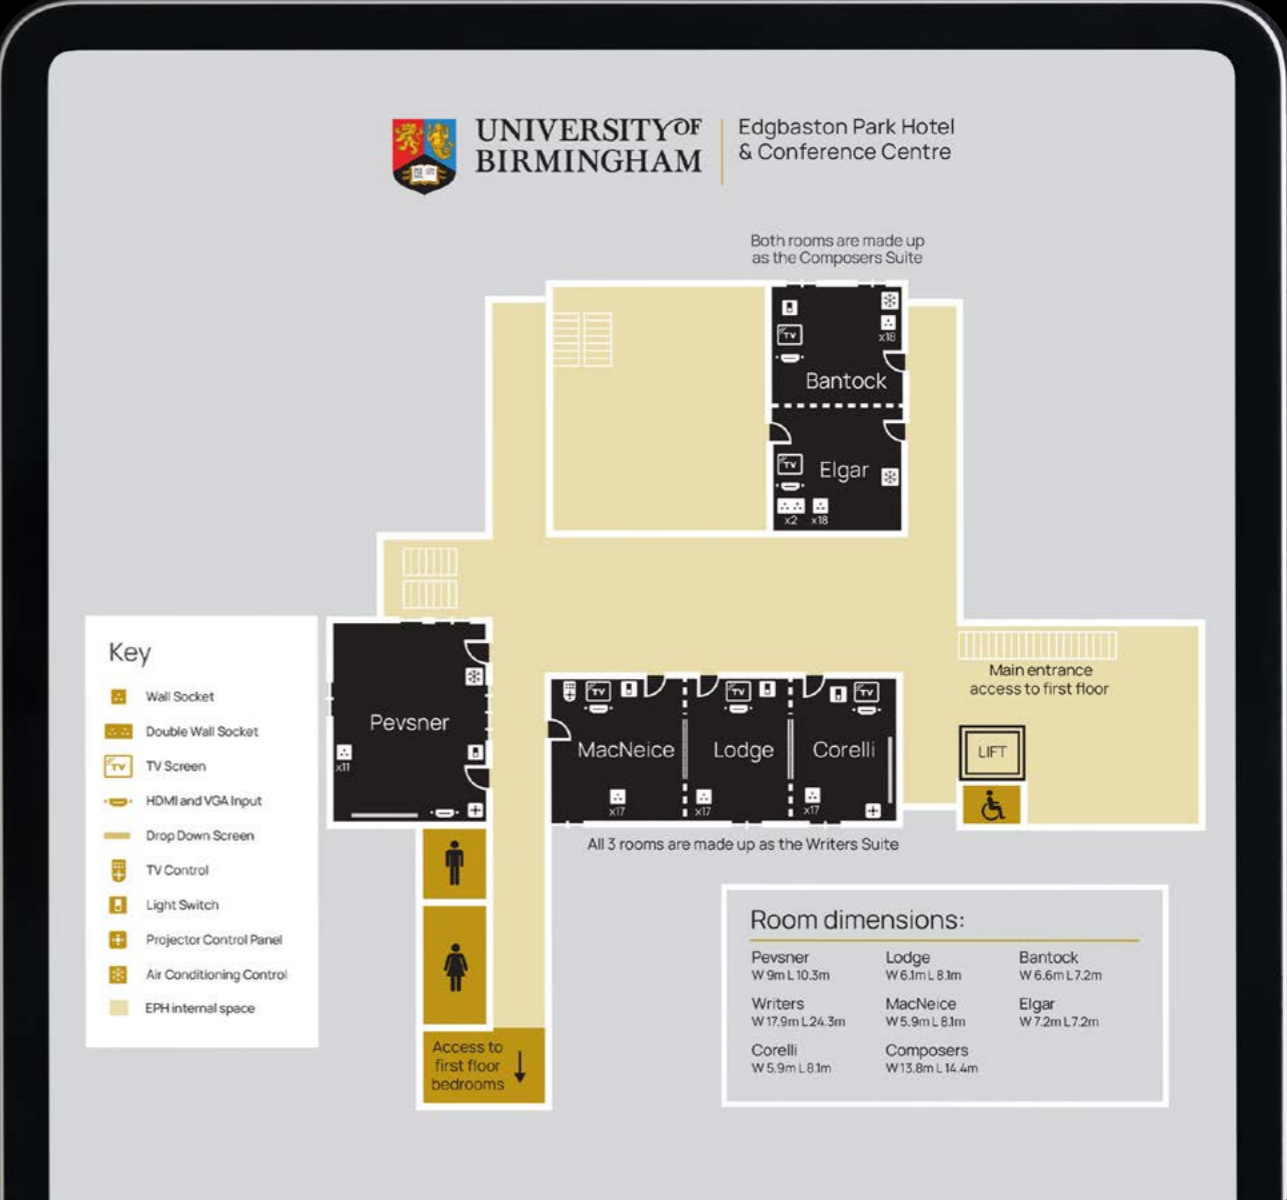 UNIVERSITY OF
BIRMINGHAM
Edgbaston Park Hotel
& Conference Centre
Both rooms are made up
as the Composers Suite
TV
x18
Bantock
TV
Elgar
x2 x18
Key
Wall Socket
Double Wall Socket
TV TV Screen
HDMI and VGA Input
Drop Down Screen
TV Control
Light Switch
Projector Control Panel
Air Conditioning Control
EPH internal space
Pevsner
x11
TV TV TV
MacNeice Lodge Corelli
x17 x17 x17
All 3 rooms are made up as the Writers Suite
Main entrance
access to first floor
LIFT
Access to
first floor
bedrooms
Room dimensions:
Pevsner
W 9m L 10.3m
Lodge
W 6.1m L 8.1m
Bantock
W 6.6m L 7.2m
Writers
W 17.9m L 24.3m
MacNeice
W 5.9m L 8.1m
Elgar
W 7.2m L 7.2m
Corelli
W 5.9m L 8.1m
Composers
W 13.8m L 14.4m